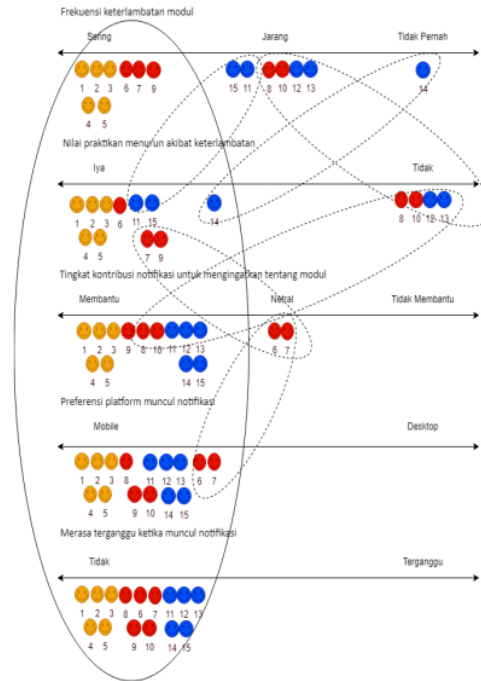 Frekuensi keterlambatan modul
Sering Jarang Tidak Pernah
1 2 3 6 7 9 15 11 8 10 12 13 14
4 5
Nilai praktikan menurun akibat keterlambatan
Iya Tidak
1 2 3 6 11 15 14 8 10 12 13
4 5 7 9
Tingkat kontribusi notifikasi untuk mengingatkan tentang modul
Membantu Netral Tidak Membantu
1 2 3 9 8 10 11 12 13 6 7
4 5 14 15
Preferensi platform muncul notifikasi
Mobile Desktop
1 2 3 8 11 12 13 6 7
4 5 9 10 14 15
Merasa terganggu ketika muncul notifikasi
Tidak Terganggu
1 2 3 8 6 7 11 12 13
4 5 9 10 14 15